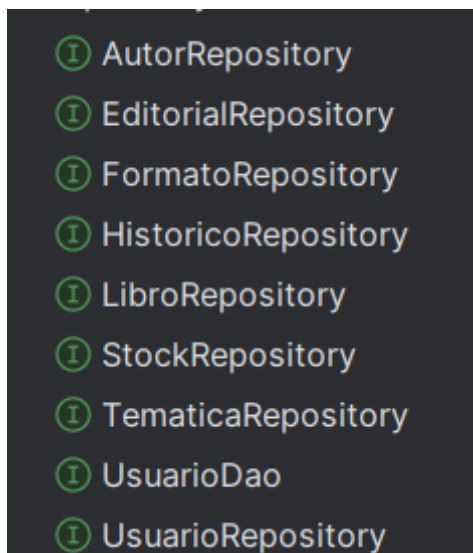 AutorRepository
EditorialRepository
FormatoRepository
HistoricoRepository
LibroRepository
StockRepository
TematicaRepository
UsuarioDao
UsuarioRepository